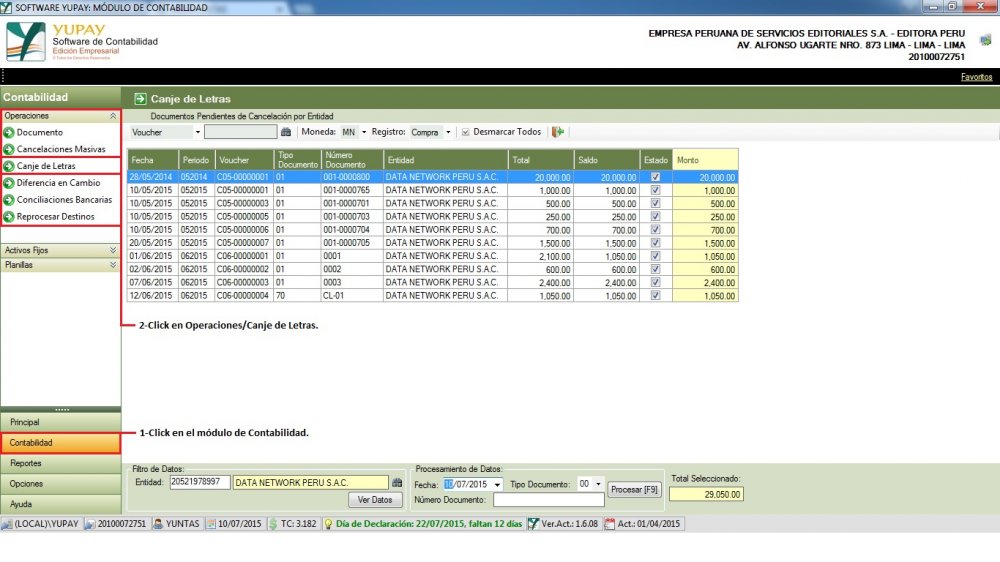 SOFTWARE YUPAY: MÓDULO DE CONTABILIDAD
YUPAY
Software de Contabilidad
Edición Empresarial
© Todos los Derechos Reservados
EMPRESA PERUANA DE SERVICIOS EDITORIALES S.A. - EDITORA PERU
AV. ALFONSO UGARTE NRO. 873 LIMA - LIMA - LIMA
20100072751
Favoritos
Contabilidad
Operaciones
Documento
Cancelaciones Masivas
Canje de Letras
Diferencia en Cambio
Conciliaciones Bancarias
Reprocesar Destinos
Activos Fijos
Planillas
Canje de Letras
Documentos Pendientes de Cancelación por Entidad
Voucher Moneda: MN Registro: Compra Desmarcar Todos
Fecha Periodo Voucher Tipo Documento Número Documento Entidad Total Saldo Estado Monto
28/05/2014 052014 C05-00000001 01 001-0000800 DATA NETWORK PERU S.A.C. 20,000.00 20,000.00 20,000.00
10/05/2015 052015 C05-00000001 01 001-0000765 DATA NETWORK PERU S.A.C. 1,000.00 1,000.00 1,000.00
10/05/2015 052015 C05-00000003 01 001-0000701 DATA NETWORK PERU S.A.C. 500.00 500.00 500.00
10/05/2015 052015 C05-00000005 01 001-0000703 DATA NETWORK PERU S.A.C. 250.00 250.00 250.00
10/05/2015 052015 C05-00000006 01 001-0000704 DATA NETWORK PERU S.A.C. 700.00 700.00 700.00
20/05/2015 052015 C05-00000007 01 001-0000705 DATA NETWORK PERU S.A.C. 1,500.00 1,500.00 1,500.00
01/06/2015 062015 C06-00000001 01 0001 DATA NETWORK PERU S.A.C. 2,100.00 1,050.00 1,050.00
02/06/2015 062015 C06-00000002 01 0002 DATA NETWORK PERU S.A.C. 600.00 600.00 600.00
07/06/2015 062015 C06-00000003 01 0003 DATA NETWORK PERU S.A.C. 2,400.00 2,400.00 2,400.00
12/06/2015 062015 C06-00000004 70 CL-01 DATA NETWORK PERU S.A.C. 1,050.00 1,050.00 1,050.00
2-Click en Operaciones/Canje de Letras.
Principal
1-Click en el módulo de Contabilidad.
Contabilidad
Reportes
Opciones
Ayuda
Filtro de Datos:
Entidad: 20521978997 DATA NETWORK PERU S.A.C.
Ver Datos
Procesamiento de Datos:
Fecha: 10/07/2015 Tipo Documento: 00 Procesar [F9]
Número Documento:
Total Seleccionado:
29,050.00
(LOCAL)\YUPAY 20100072751 YUNTAS 10/07/2015 TC: 3.182 Día de Declaración: 22/07/2015, faltan 12 días Ver.Act.: 1.6.08 Act.: 01/04/2015